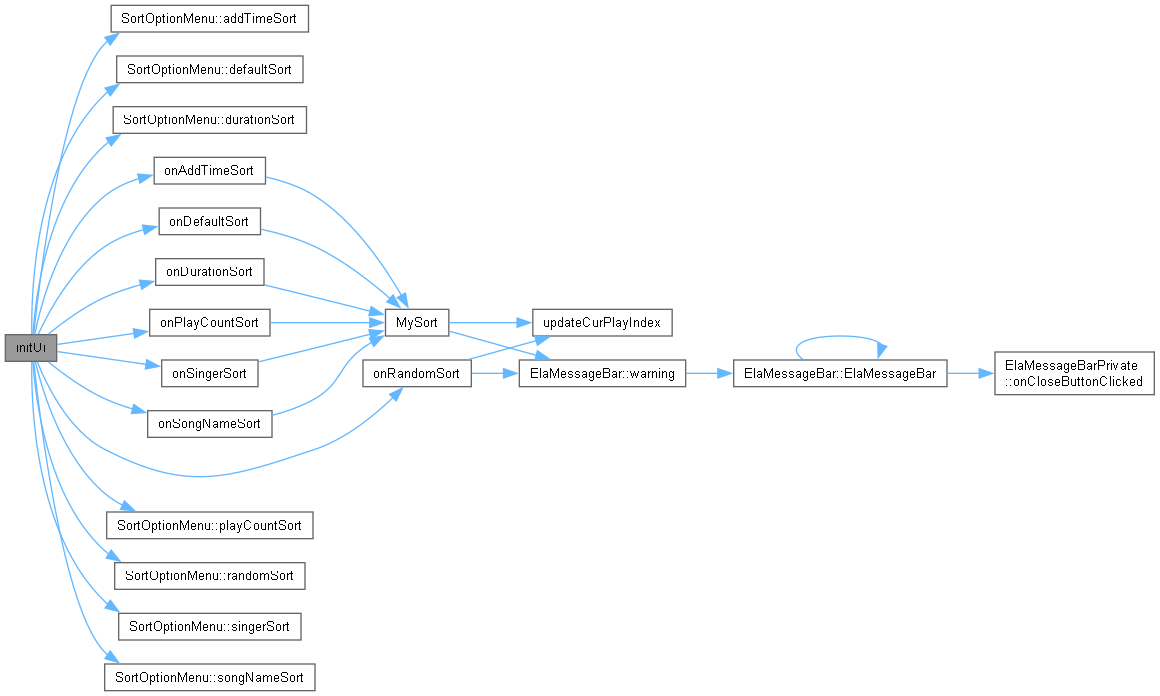 SortOptionMenu::addTimeSort
SortOptionMenu::defaultSort
SortOptionMenu::durationSort
onAddTimeSort
onDefaultSort
onDurationSort
onPlayCountSort
MySort
updateCurPlayIndex
initUi
onSingerSort
onRandomSort
ElaMessageBar::warning
ElaMessageBar::ElaMessageBar
ElaMessageBarPrivate
::onCloseButtonClicked
onSongNameSort
SortOptionMenu::playCountSort
SortOptionMenu::randomSort
SortOptionMenu::singerSort
SortOptionMenu::songNameSort